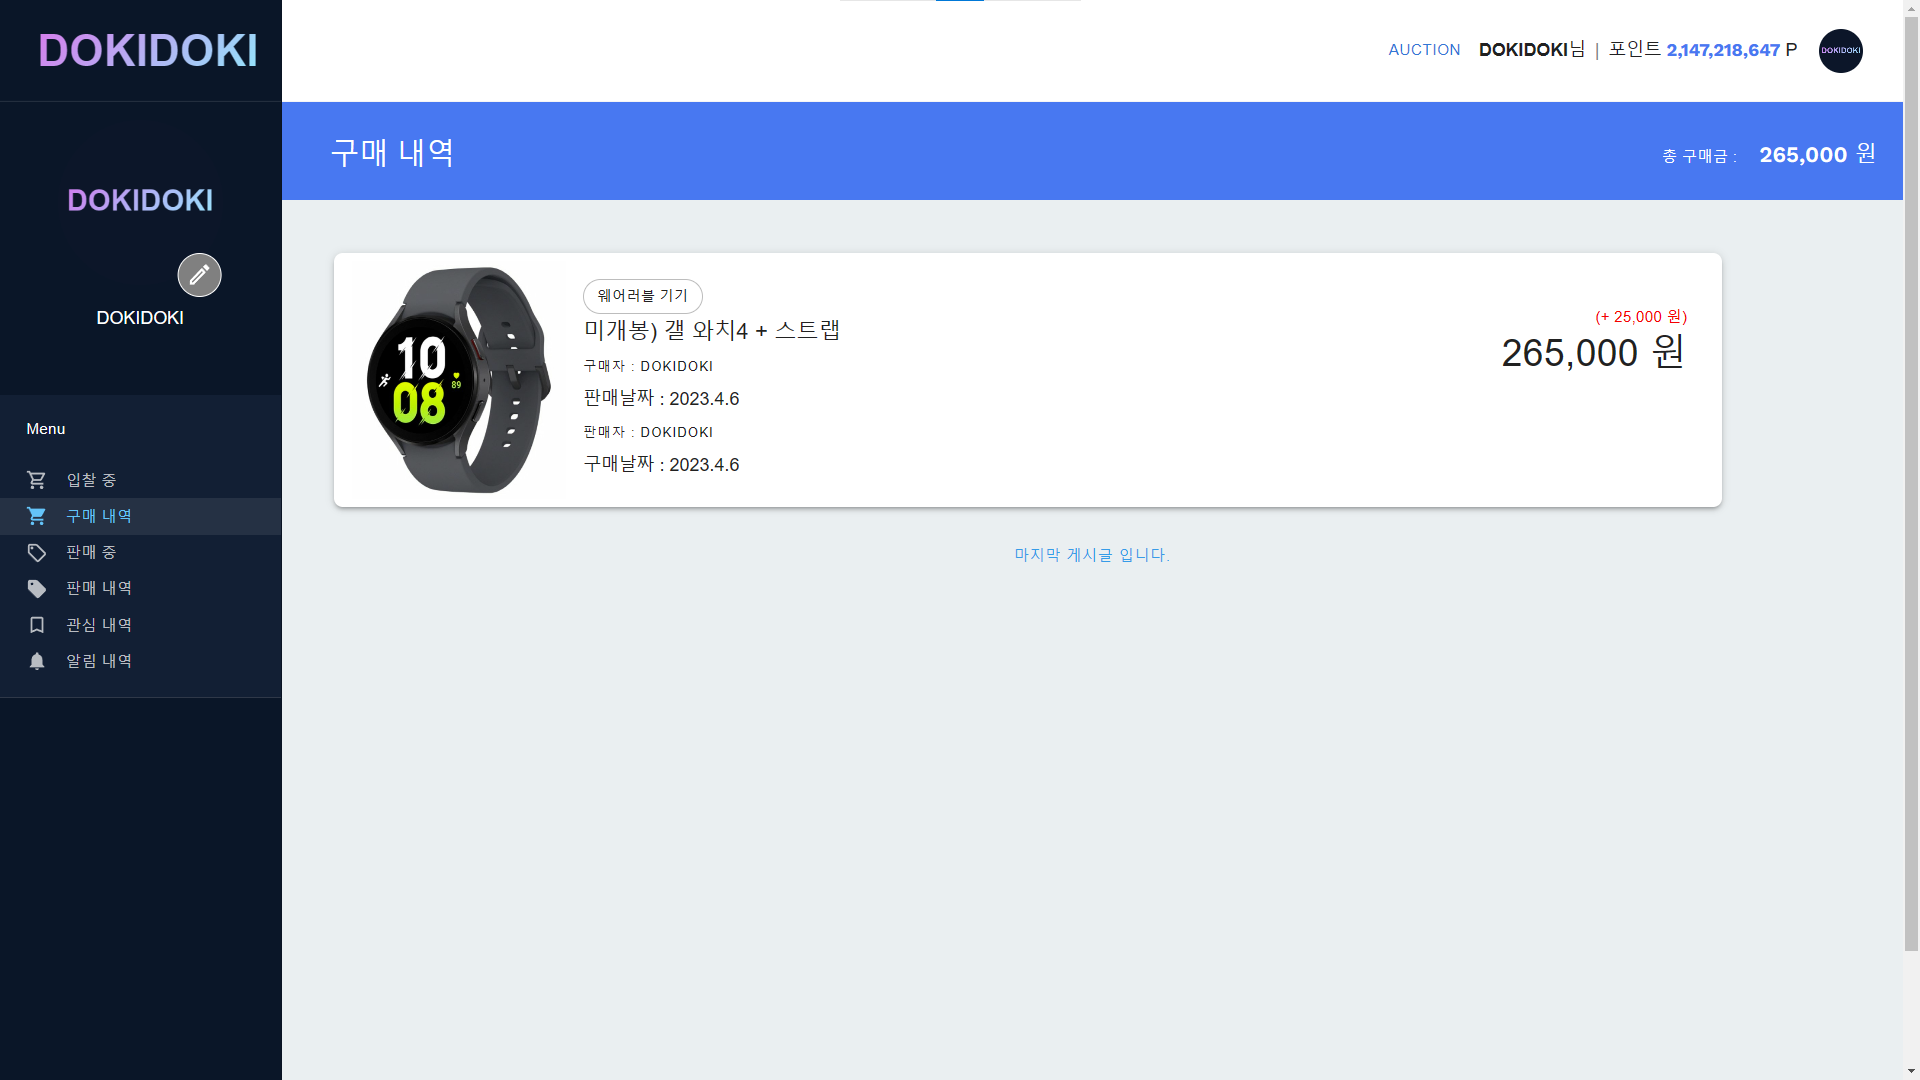 DOKIDOKI
AUCTION DOKIDOKI님 | 포인트 2,147,218,647 P
DOKIDOKI
구매 내역
총 구매금 : 265,000 원
DOKIDOKI
DOKIDOKI
Menu
입찰 중
구매 내역
판매 중
판매 내역
관심 내역
알림 내역
10
08
89
웨어러블 기기
미개봉) 갤 와치4 + 스트랩
구매자 : DOKIDOKI
판매날짜 : 2023.4.6
판매자 : DOKIDOKI
구매날짜 : 2023.4.6
(+ 25,000 원)
265,000 원
마지막 게시글 입니다.